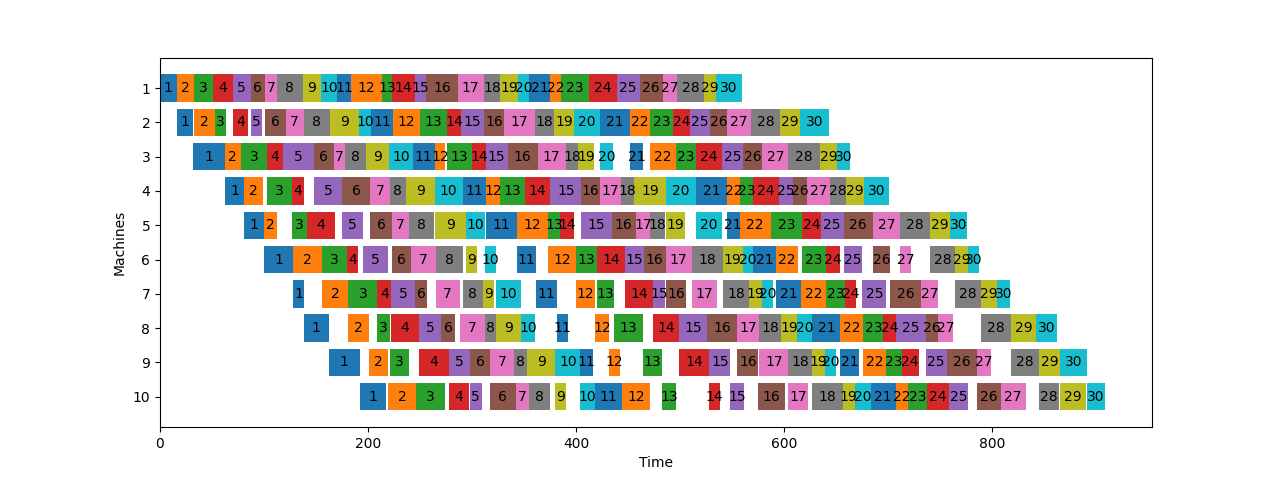 1 1 2 3 4 5 6 7 8 9 10 11 12 13 14 15 16 17 18 19 20 21 22 23 24 25 26 27 28 29 30
2 1 2 3 4 5 6 7 8 9 10 11 12 13 14 15 16 17 18 19 20 21 22 23 24 25 26 27 28 29 30
3 1 2 3 4 5 6 7 8 9 10 11 12 13 14 15 16 17 18 19 20 21 22 23 24 25 26 27 28 29 30
4 1 2 3 4 5 6 7 8 9 10 11 12 13 14 15 16 17 18 19 20 21 22 23 24 25 26 27 28 29 30
5 1 2 3 4 5 6 7 8 9 10 11 12 13 14 15 16 17 18 19 20 21 22 23 24 25 26 27 28 29 30
6 1 2 3 4 5 6 7 8 9 10 11 12 13 14 15 16 17 18 19 20 21 22 23 24 25 26 27 28 29 30
7 1 2 3 4 5 6 7 8 9 10 11 12 13 14 15 16 17 18 19 20 21 22 23 24 25 26 27 28 29 30
8 1 2 3 4 5 6 7 8 9 10 11 12 13 14 15 16 17 18 19 20 21 22 23 24 25 26 27 28 29 30
9 1 2 3 4 5 6 7 8 9 10 11 12 13 14 15 16 17 18 19 20 21 22 23 24 25 26 27 28 29 30
10 1 2 3 4 5 6 7 8 9 10 11 12 13 14 15 16 17 18 19 20 21 22 23 24 25 26 27 28 29 30
Machines
0 200 400 600 800
Time